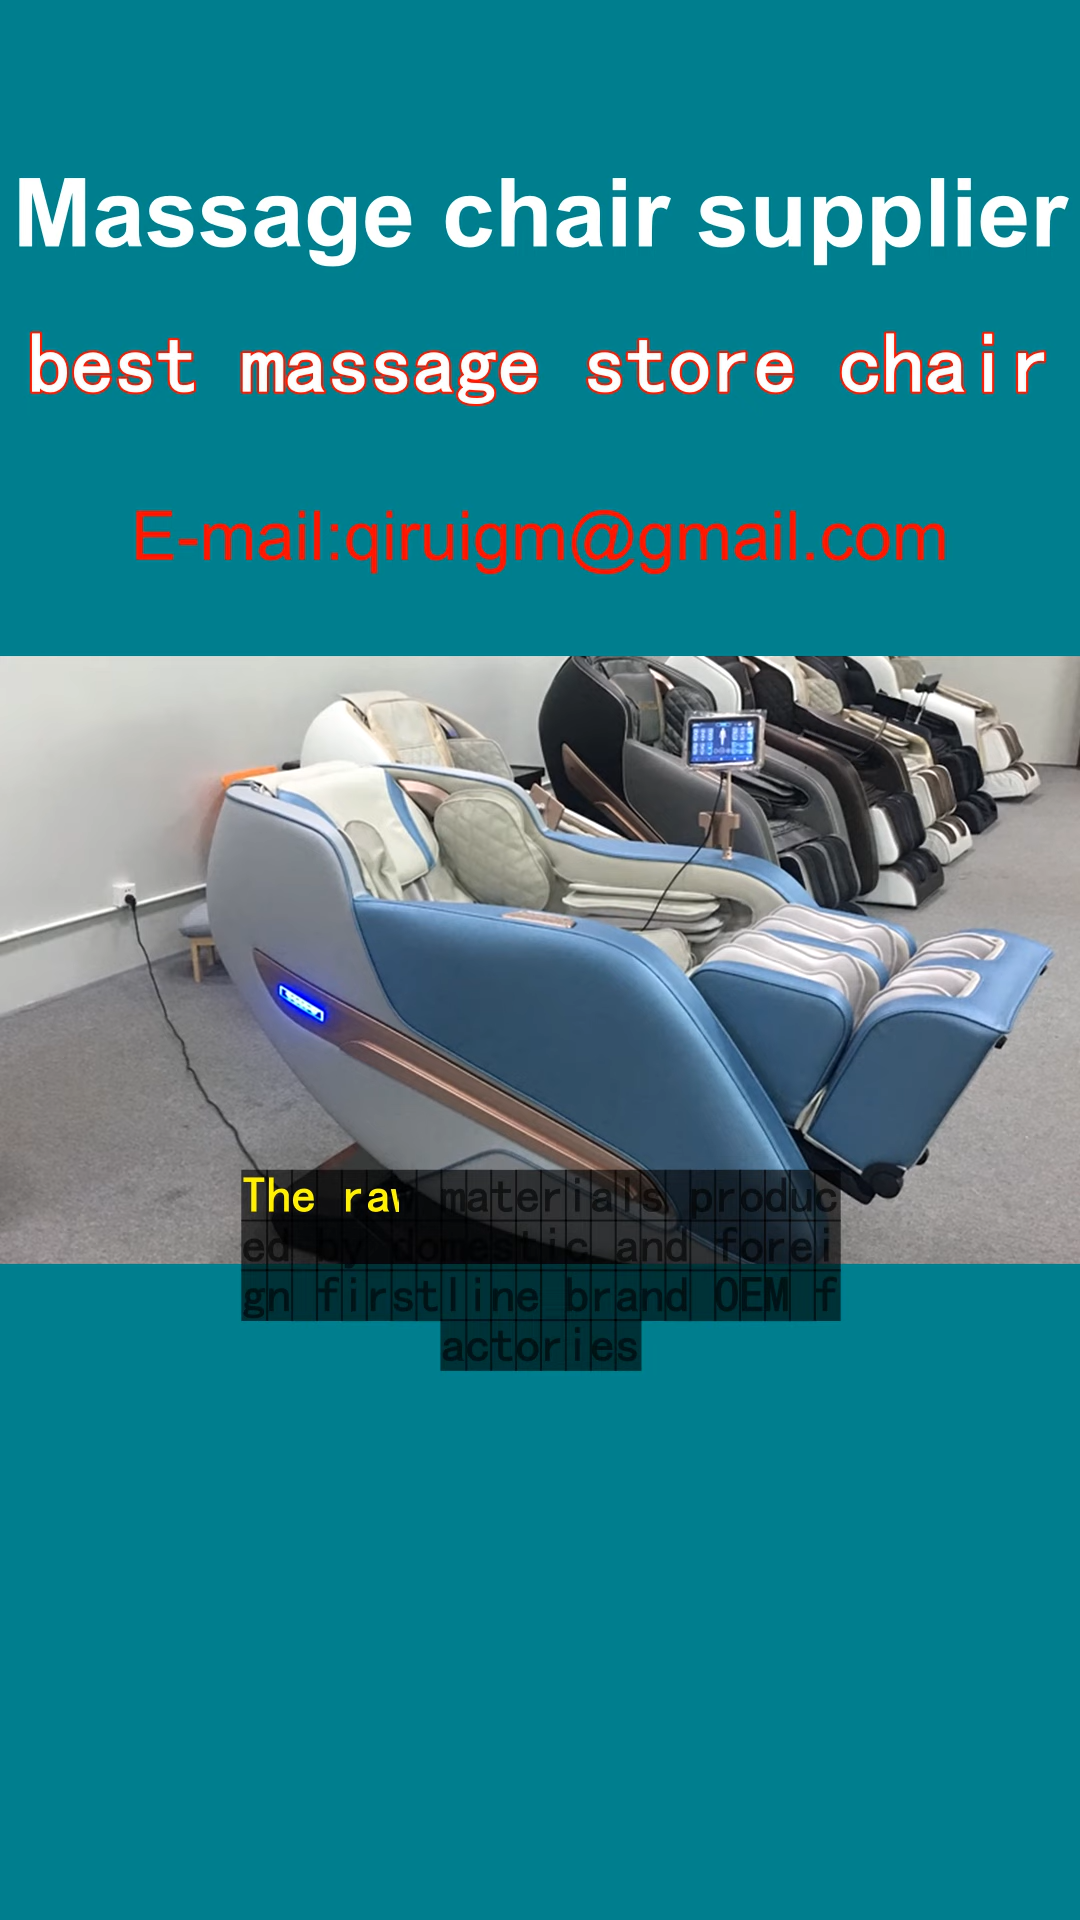 Massage chair supplier
best massage store chair
E-mail:qiruigm@gmail.com
The raw materials produc
ed by domestic and forei
gn firstline brand OEM f
actories